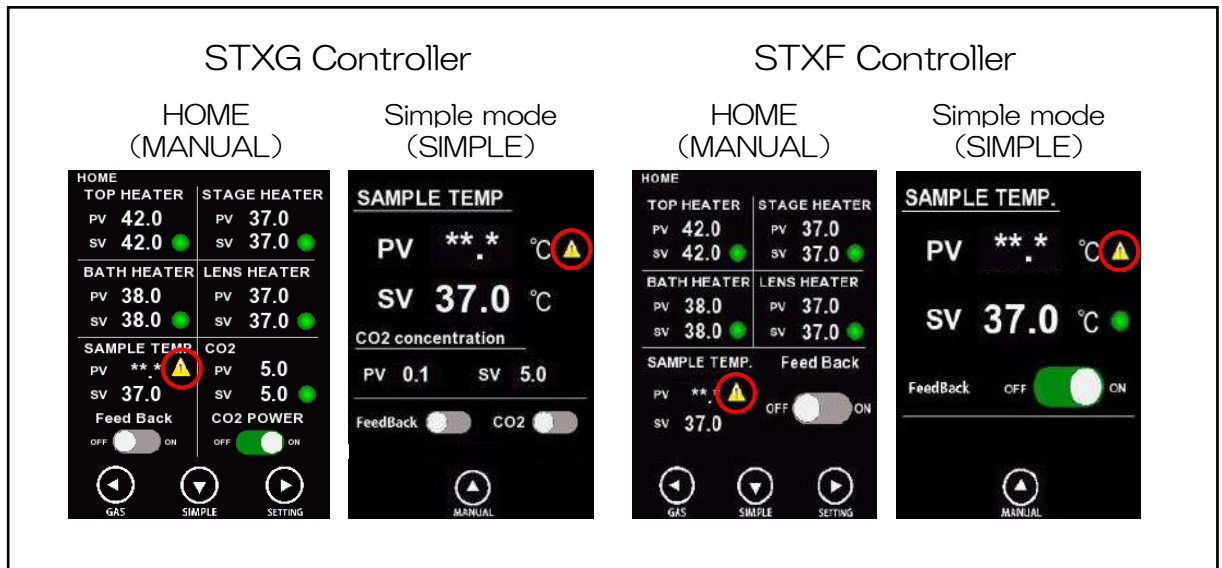 STXG Controller
STXF Controller
HOME
(MANUAL)
Simple mode
(SIMPLE)
HOME
(MANUAL)
Simple mode
(SIMPLE)
HOME
TOP HEATER
PV 42.0
SV 42.0
STAGE HEATER
PV 37.0
SV 37.0
BATH HEATER
PV 38.0
SV 38.0
LENS HEATER
PV 37.0
SV 37.0
SAMPLE TEMP
PV **.*
SV 37.0
CO2
PV 5.0
SV 5.0
Feed Back
OFF ON
CO2 POWER
OFF ON
GAS
SIMPLE
SETTING
SAMPLE TEMP
PV **.* ℃
SV 37.0 ℃
CO2 concentration
PV 0.1 SV 5.0
FeedBack CO2
MANUAL
HOME
TOP HEATER
PV 42.0
SV 42.0
STAGE HEATER
PV 37.0
SV 37.0
BATH HEATER
PV 38.0
SV 38.0
LENS HEATER
PV 37.0
SV 37.0
SAMPLE TEMP.
PV **.*
SV 37.0
Feed Back
OFF ON
GAS
SIMPLE
SETTING
SAMPLE TEMP.
PV **.* ℃
SV 37.0 ℃
FeedBack OFF ON
MANUAL